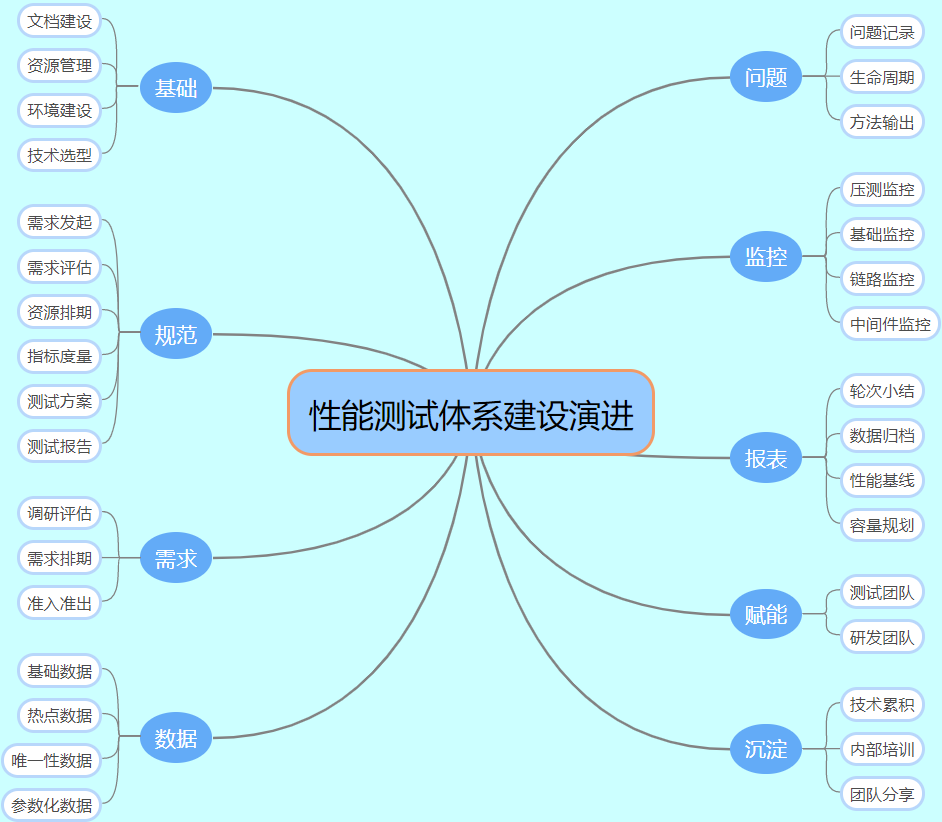 性能测试体系建设演进
基础
文档建设
资源管理
环境建设
技术选型
规范
需求发起
需求评估
资源排期
指标度量
测试方案
测试报告
需求
调研评估
需求排期
准入准出
数据
基础数据
热点数据
唯一性数据
参数化数据
问题
问题记录
生命周期
方法输出
监控
压测监控
基础监控
链路监控
中间件监控
报表
轮次小结
数据归档
性能基线
容量规划
赋能
测试团队
研发团队
沉淀
技术累积
内部培训
团队分享